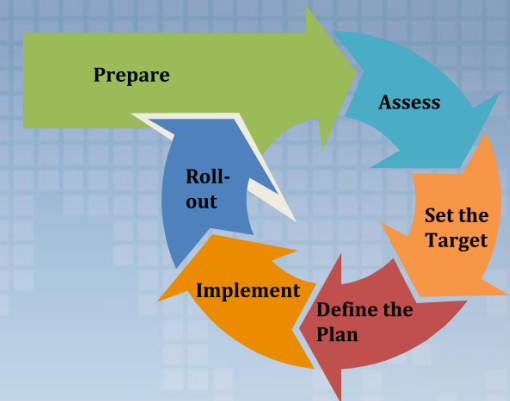 Prepare
Assess
Set the
Target
Define the
Plan
Implement
Roll-
out